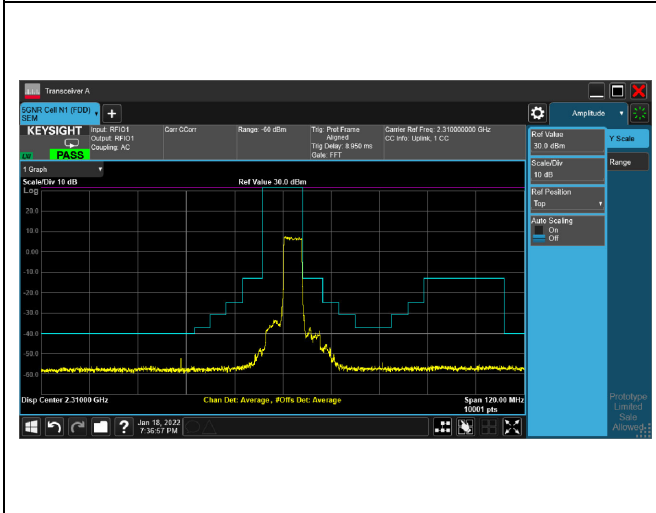 Transceiver A
5GNR Cell N1 (FDD)
SEM
+
Amplitude
KEYSIGHT
Input: RFIO1
Output: RFIO1
Coupling: AC
Corr CCorr
Range: -60 dBm
Trig: Pret Frame
Aligned
Trig Delay: 8.950 ms
Gate: FFT
Carrier Ref Freq: 2.310000000 GHz
CC Info: Uplink, 1 CC
PASS
1 Graph
Scale/Div 10 dB
Ref Value 30.0 dBm
Log
20.0
10.0
0.00
-10.0
-20.0
-30.0
-40.0
-50.0
-60.0
Disp Center 2.31000 GHz
Chan Det: Average, #Offs Det: Average
Span 120.00 MHz
10001 pts
Ref Value
30.0 dBm
Scale/Div
10 dB
Ref Position
Top
Auto Scaling
On
Off
Y Scale
Range
Prototype
Limited
Sale
Allowed
?
Jan 18, 2022
7:36:57 PM